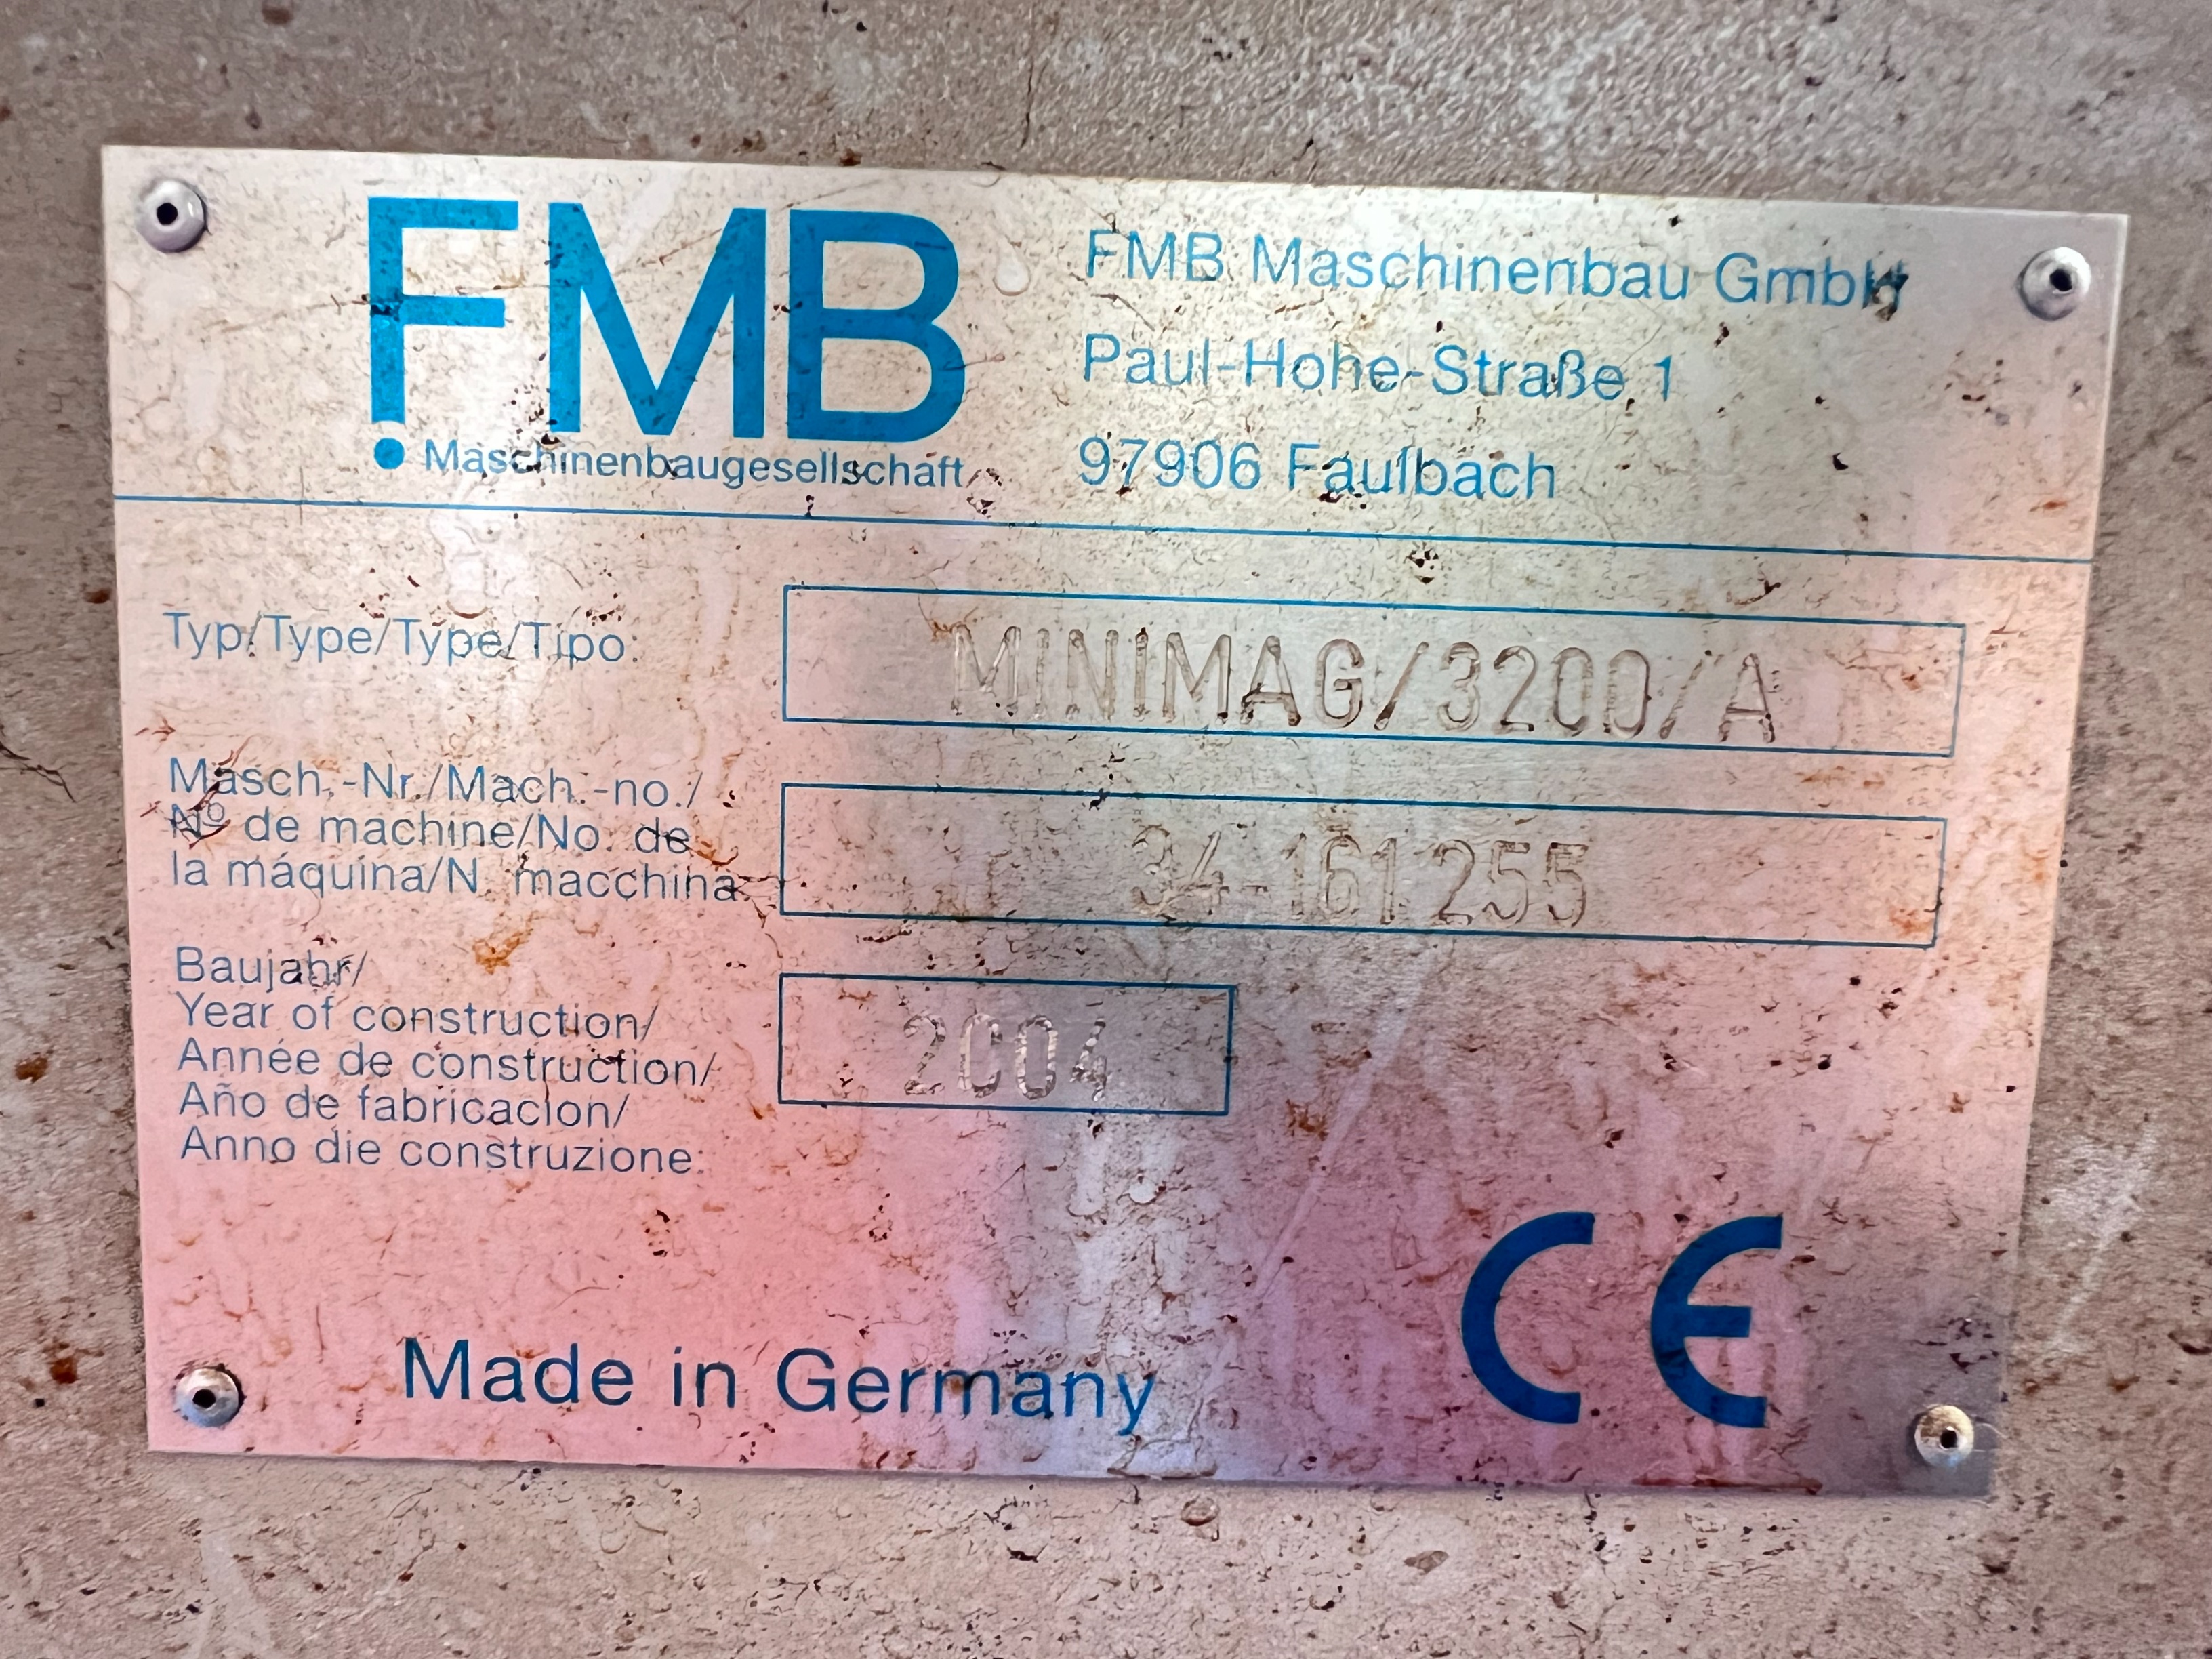 FMB
Maschinenbaugesellschaft
FMB Maschinenbau GmbH
Paul-Hohe-Straße 1
97906 Faulbach
Typ/Type/Type/Tipo:
MINIMAG/3200/A
Masch.-Nr./Mach.-no./
Nº de machine/No. de
la máquina/N. macchina:
34-161255
Baujahr/
Year of construction/
Année de construction/
Año de fabricacion/
Anno die construzione:
2004
Made in Germany
CE